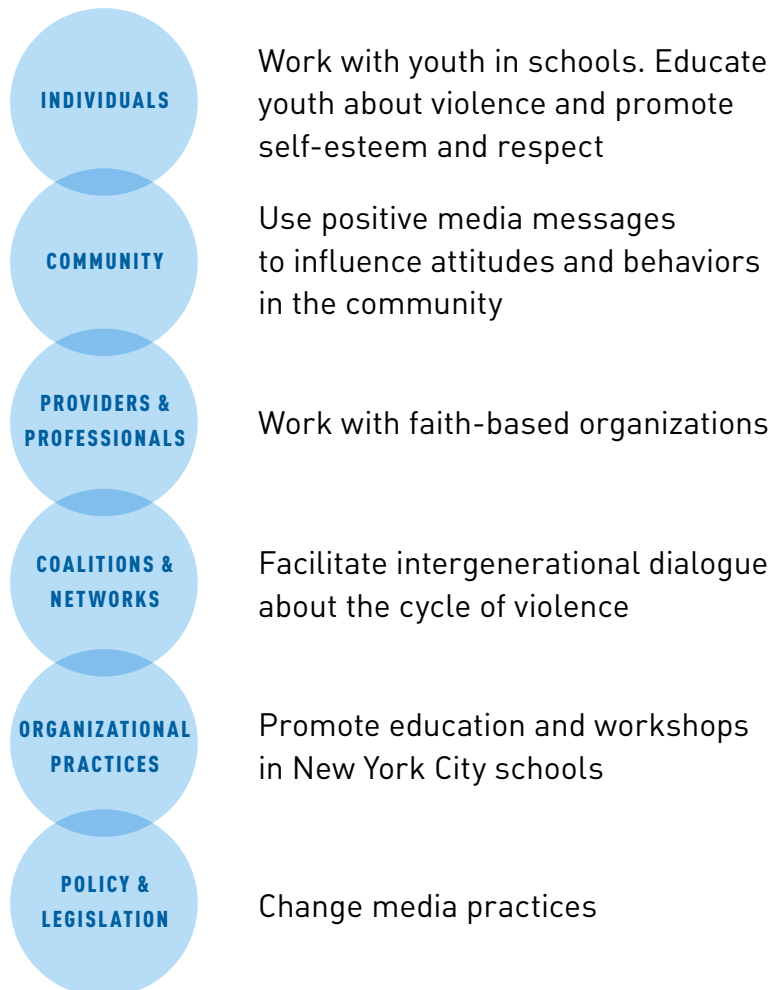 INDIVIDUALS
Work with youth in schools. Educate
youth about violence and promote
self-esteem and respect
COMMUNITY
Use positive media messages
to influence attitudes and behaviors
in the community
PROVIDERS &
PROFESSIONALS
Work with faith-based organizations
COALITIONS &
NETWORKS
Facilitate intergenerational dialogue
about the cycle of violence
ORGANIZATIONAL
PRACTICES
Promote education and workshops
in New York City schools
POLICY &
LEGISLATION
Change media practices